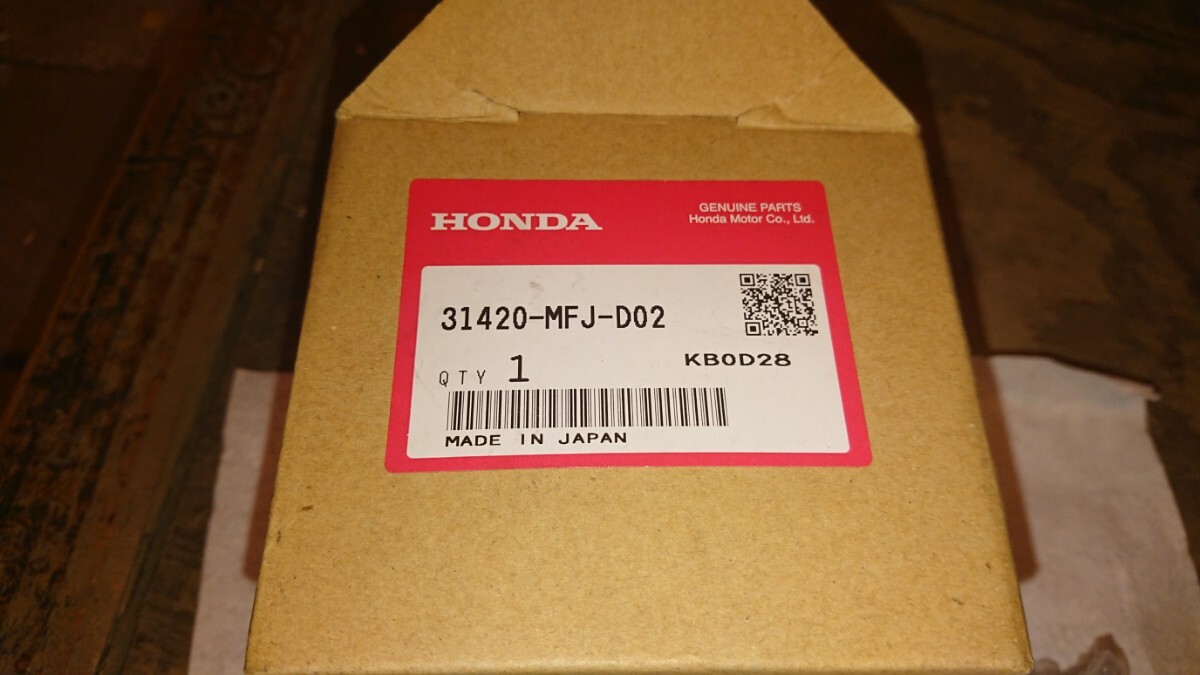 HONDA
GENUINE PARTS
Honda Motor Co., Ltd.
31420-MFJ-D02
QTY 1
KB0D28
MADE IN JAPAN